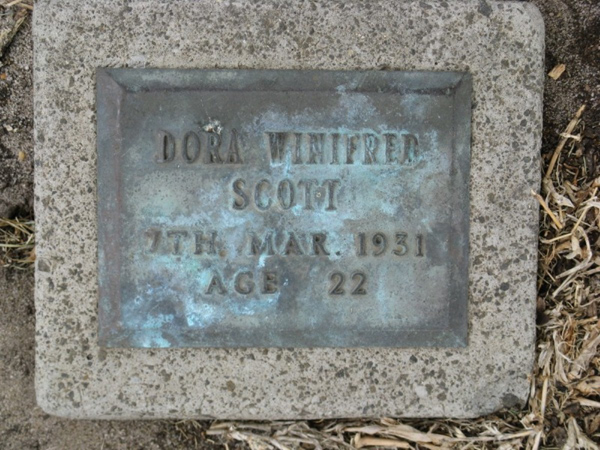 DORA WINIFRED
SCOTT
7TH. MAR. 1931
AGE 22